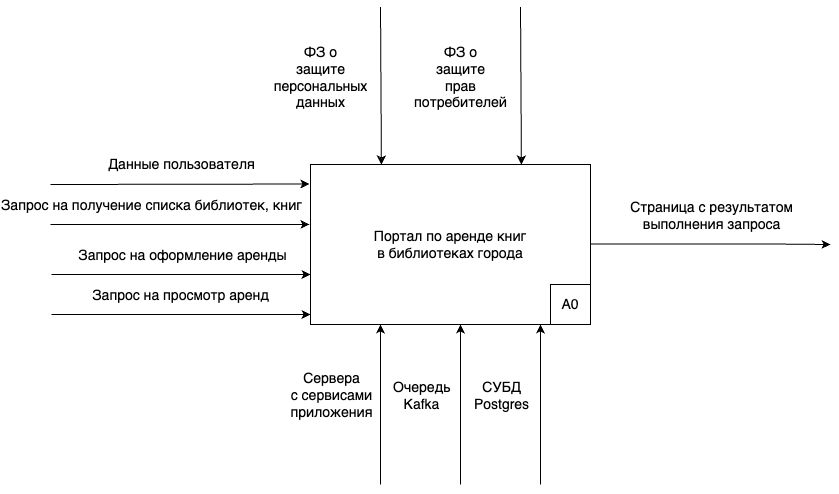 ФЗ о
защите
персональных
данных
ФЗ о
защите
прав
потребителей
Данные пользователя
Запрос на получение списка библиотек, книг
Запрос на оформление аренды
Запрос на просмотр аренд
Портал по аренде книг
в библиотеках города
A0
Страница с результатом
выполнения запроса
Сервера
с сервисами
приложения
Очередь
Kafka
СУБД
Postgres